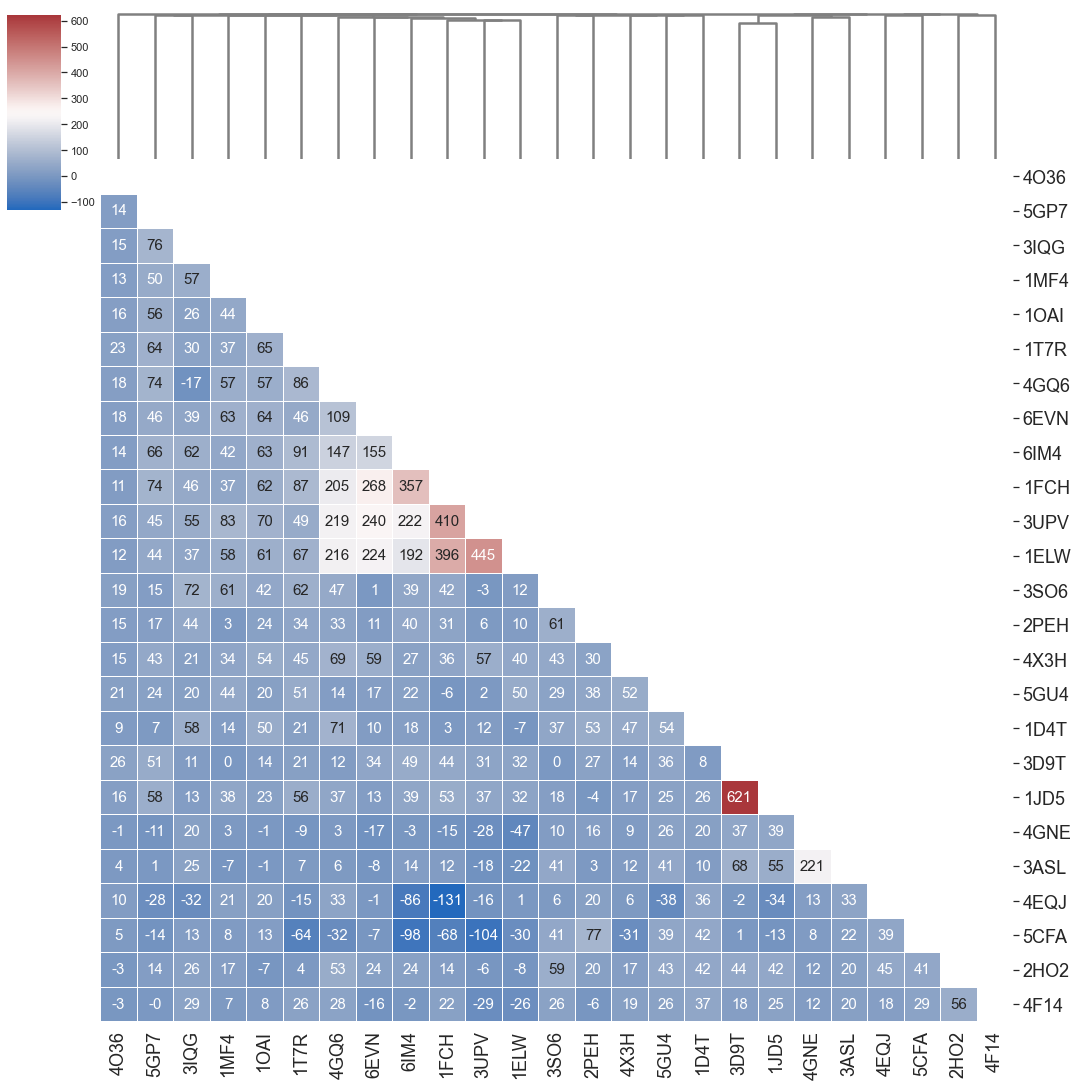 600
500
400
300
200
100
0
−100
4O36
14 5GP7
15 76 3IQG
13 50 57 1MF4
16 56 26 44 1OAI
23 64 30 37 65 1T7R
18 74 -17 57 57 86 4GQ6
18 46 39 63 64 46 109 6EVN
14 66 62 42 63 91 147 155 6IM4
11 74 46 37 62 87 205 268 357 1FCH
16 45 55 83 70 49 219 240 222 410 3UPV
12 44 37 58 61 67 216 224 192 396 445 1ELW
19 15 72 61 42 62 47 1 39 42 -3 12 3SO6
15 17 44 3 24 34 33 11 40 31 6 10 61 2PEH
15 43 21 34 54 45 69 59 27 36 57 40 43 30 4X3H
21 24 20 44 20 51 14 17 22 -6 2 50 29 38 52 5GU4
9 7 58 14 50 21 71 10 18 3 12 -7 37 53 47 54 1D4T
26 51 11 0 14 21 12 34 49 44 31 32 0 27 14 36 8 3D9T
16 58 13 38 23 56 37 13 39 53 37 32 18 -4 17 25 26 621 1JD5
-1 -11 20 3 -1 -9 3 -17 -3 -15 -28 -47 10 16 9 26 20 37 39 4GNE
4 1 25 -7 -1 7 6 -8 14 12 -18 -22 41 3 12 41 10 68 55 221 3ASL
10 -28 -32 21 20 -15 33 -1 -86 -131 -16 1 6 20 6 -38 36 -2 -34 13 33 4EQJ
5 -14 13 8 13 -64 -32 -7 -98 -68 -104 -30 41 77 -31 39 42 1 -13 8 22 39 5CFA
-3 14 26 17 -7 4 53 24 24 14 -6 -8 59 20 17 43 42 44 42 12 20 45 41 2HO2
-3 -0 29 7 8 26 28 -16 -2 22 -29 -26 26 -6 19 26 37 18 25 12 20 18 29 56 4F14
4O36 5GP7 3IQG 1MF4 1OAI 1T7R 4GQ6 6EVN 6IM4 1FCH 3UPV 1ELW 3SO6 2PEH 4X3H 5GU4 1D4T 3D9T 1JD5 4GNE 3ASL 4EQJ 5CFA 2HO2 4F14